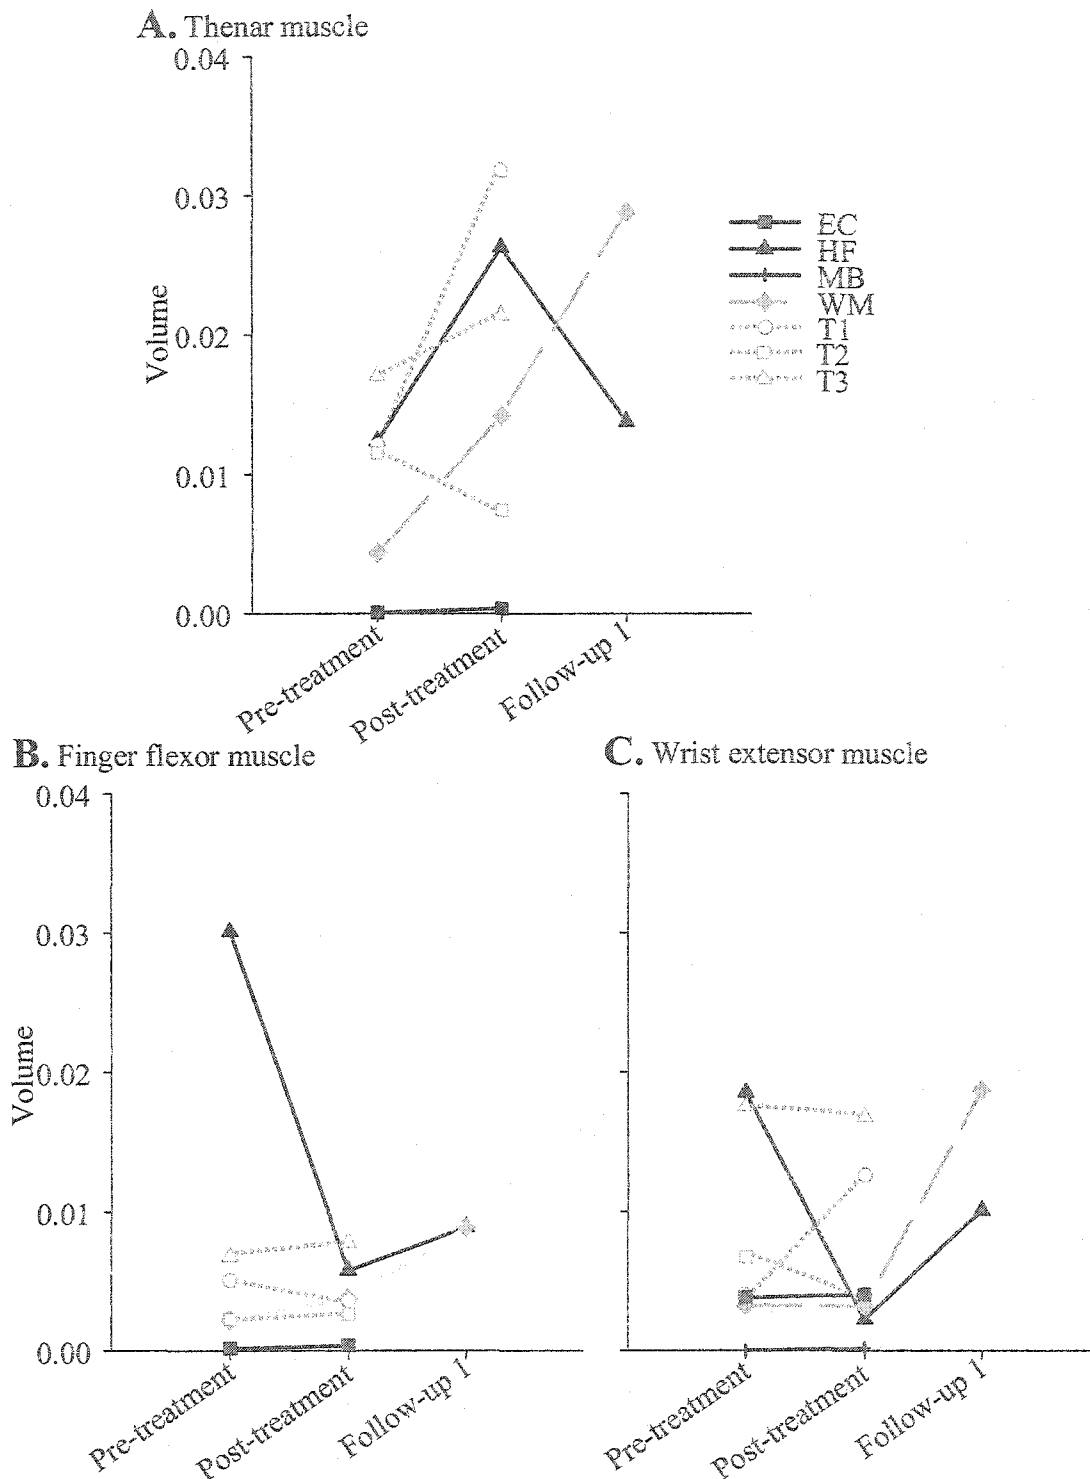 A. Thenar muscle
0.04
0.03
0.02
0.01
0.00
Volume
EC
HF
MB
WM
T1
T2
T3
Pre-treatment
Post-treatment
Follow-up 1
B. Finger flexor muscle
0.04
0.03
0.02
0.01
0.00
Volume
Pre-treatment
Post-treatment
Follow-up 1
C. Wrist extensor muscle
Pre-treatment
Post-treatment
Follow-up 1